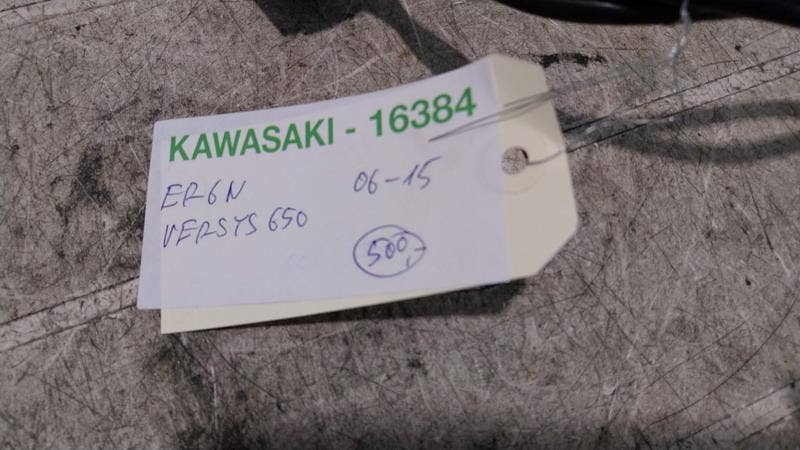 KAWASAKI - 16384
ER6N 06-15
VERSYS 650
500,-